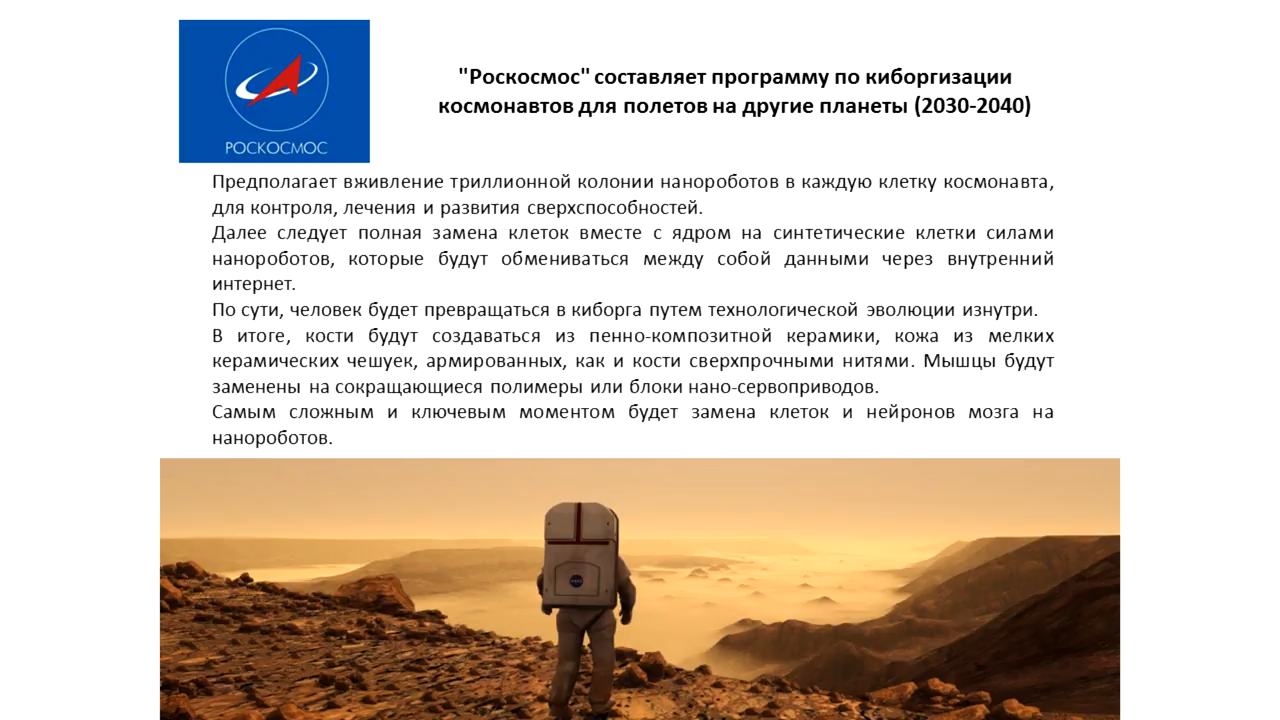 РОСКОСМОС
"Роскосмос" составляет программу по киборгизации
космонавтов для полетов на другие планеты (2030-2040)
Предполагает вживление триллионной колонии нанороботов в каждую клетку космонавта,
для контроля, лечения и развития сверхспособностей.
Далее следует полная замена клеток вместе с ядром на синтетические клетки силами
нанороботов, которые будут обмениваться между собой данными через внутренний
интернет.
По сути, человек будет превращаться в киборга путем технологической эволюции изнутри.
В итоге, кости будут создаваться из пенно-композитной керамики, кожа из мелких
керамических чешуек, армированных, как и кости сверхпрочными нитями. Мышцы будут
заменены на сокращающиеся полимеры или блоки нано-сервоприводов.
Самым сложным и ключевым моментом будет замена клеток и нейронов мозга на
нанороботов.